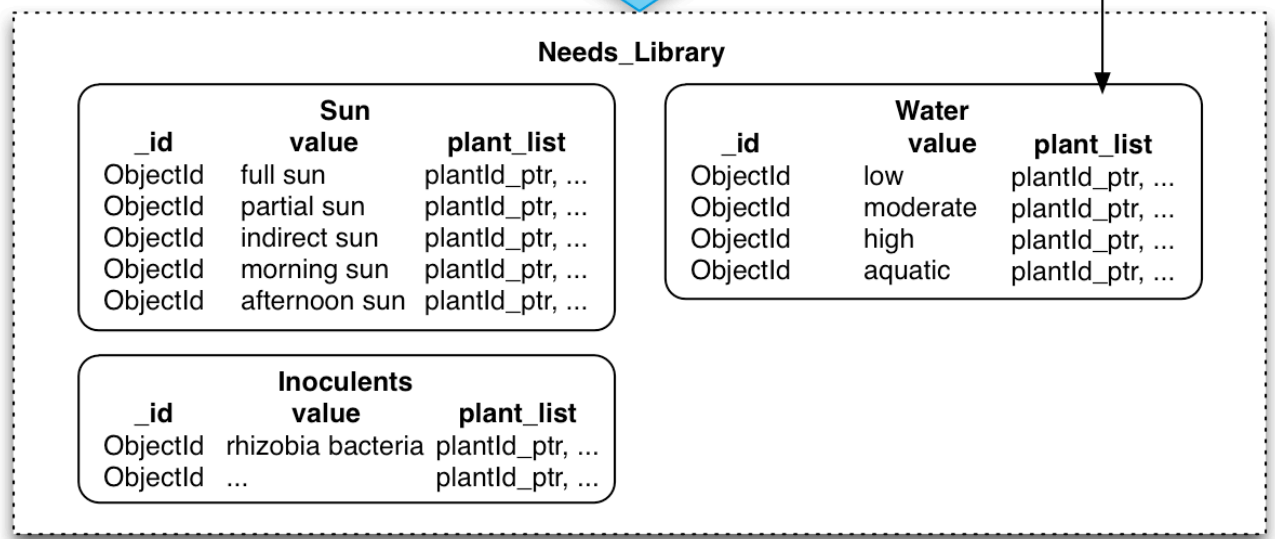 Needs_Library
Sun
_id value plant_list
ObjectId full sun plantId_ptr, ...
ObjectId partial sun plantId_ptr, ...
ObjectId indirect sun plantId_ptr, ...
ObjectId morning sun plantId_ptr, ...
ObjectId afternoon sun plantId_ptr, ...
Water
_id value plant_list
ObjectId low plantId_ptr, ...
ObjectId moderate plantId_ptr, ...
ObjectId high plantId_ptr, ...
ObjectId aquatic plantId_ptr, ...
Inoculents
_id value plant_list
ObjectId rhizobia bacteria plantId_ptr, ...
ObjectId ... plantId_ptr, ...